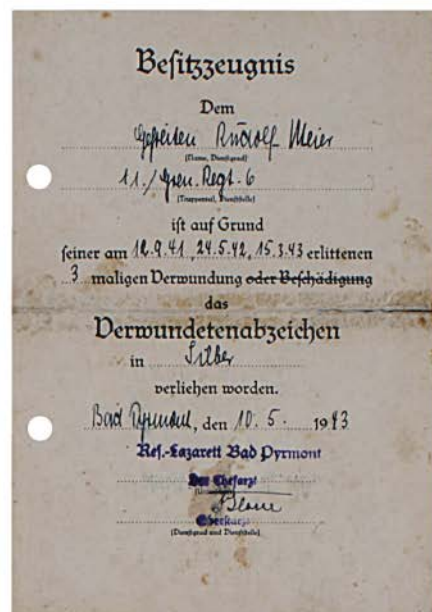 Besitzzeugnis
Dem
Gefreiten Rudolf Meier
(Name, Dienstgrad)
11./Gren. Regt. 6
(Truppenteil, Dienststelle)
ist auf Grund
seiner am 12.9.41, 24.5.42, 15.3.43 erlittenen
3 maligen Verwundung oder Beschädigung
das
Verwundetenabzeichen
in Silber
verliehen worden.
Bad Pyrmont, den 10. 5. 1943
Res.-Lazarett Bad Pyrmont
Der Chefarzt
Oberstarzt
(Dienstgrad und Dienststelle)